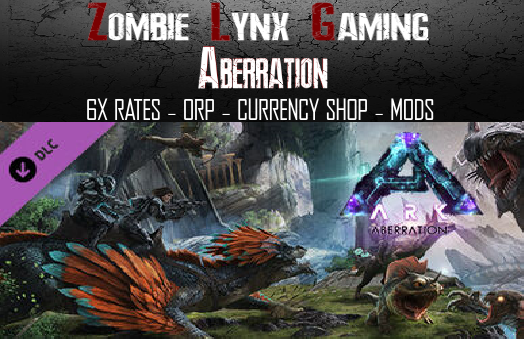 Zombie Lynx Gaming
Aberration
6X RATES - ORP - CURRENCY SHOP - MODS
DLC
ARK
ABERRATION